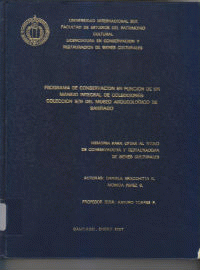 UNIVERSIDAD INTERNACIONAL SEK
FACULTAD DE ESTUDIOS DEL PATRIMONIO
CULTURAL
LICENCIATURA EN CONSERVACION Y
RESTAURACION DE BIENES CULTURALES
PROGRAMA DE CONSERVACION EN FUNCION DE UN
MANEJO INTEGRAL DE COLECCIONES:
COLECCION S/N DEL MUSEO ARQUEOLOGICO DE
SANTIAGO
MEMORIA PARA OPTAR AL TITULO
DE CONSERVADORA Y RESTAURADORA
DE BIENES CULTURALES
AUTORAS: DANIELA BRACCHITTA K.
MONICA PEREZ S.
PROFESOR GUIA: ARTURO TORRES P.
SANTIAGO, ENERO 1997